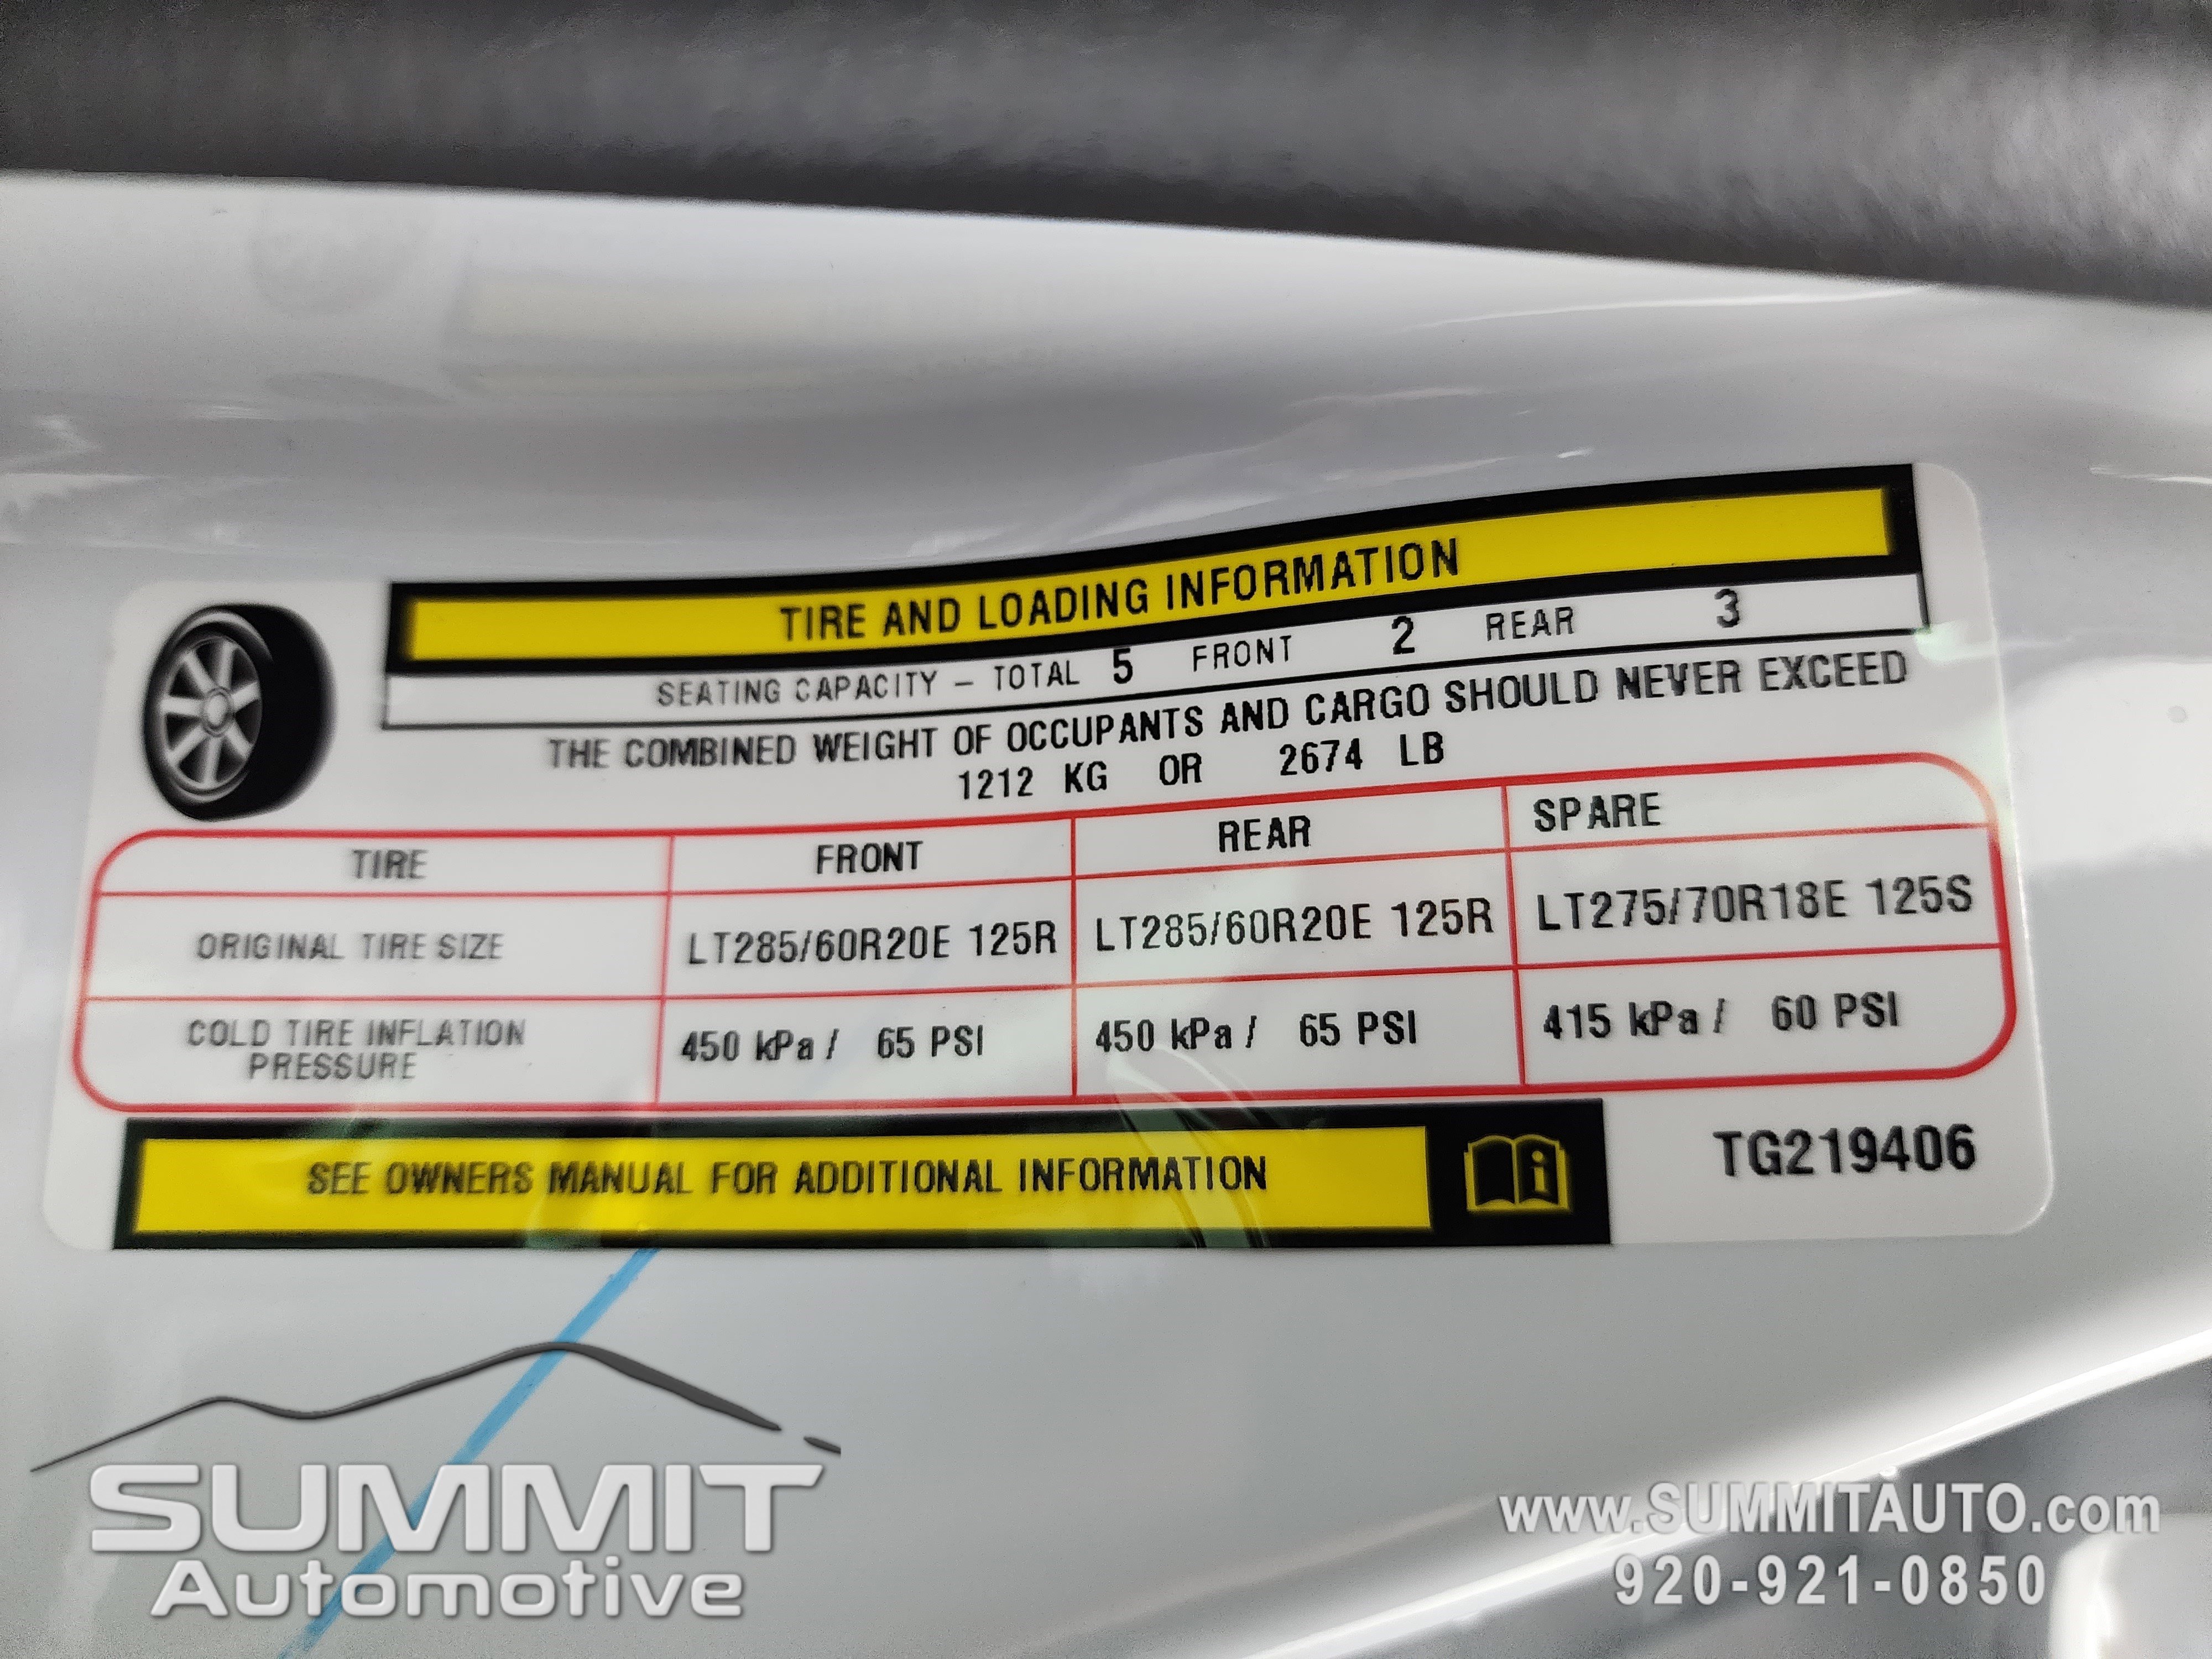 TIRE AND LOADING INFORMATION
SEATING CAPACITY – TOTAL 5 FRONT 2 REAR 3
THE COMBINED WEIGHT OF OCCUPANTS AND CARGO SHOULD NEVER EXCEED
1212 KG OR 2674 LB
TIRE FRONT REAR SPARE
ORIGINAL TIRE SIZE LT285/60R20E 125R LT285/60R20E 125R LT275/70R18E 125S
COLD TIRE INFLATION PRESSURE 450 kPa / 65 PSI 450 kPa / 65 PSI 415 kPa / 60 PSI
SEE OWNERS MANUAL FOR ADDITIONAL INFORMATION
TG219406
SUMMIT
Automotive
www.SUMMITAUTO.com
920-921-0850